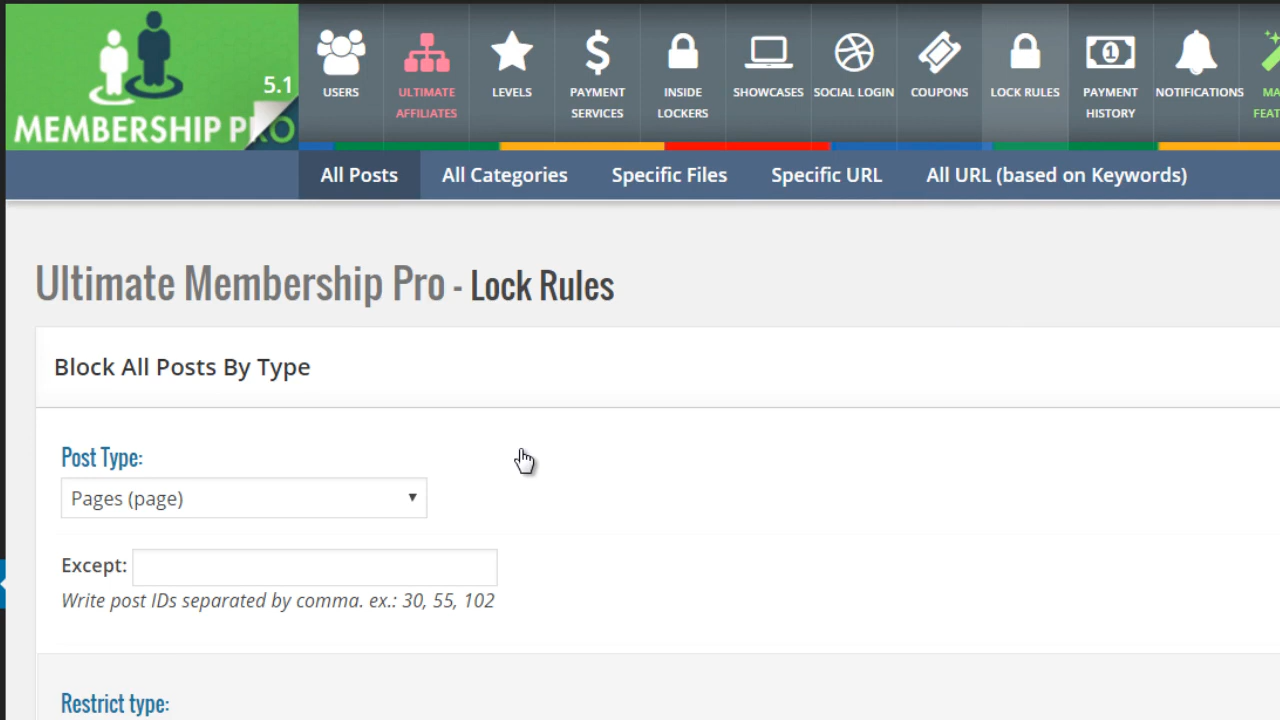 5.1
MEMBERSHIP PRO
USERS
ULTIMATE
AFFILIATES
LEVELS
PAYMENT
SERVICES
INSIDE
LOCKERS
SHOWCASES
SOCIAL LOGIN
COUPONS
LOCK RULES
PAYMENT
HISTORY
NOTIFICATIONS
All Posts
All Categories
Specific Files
Specific URL
All URL (based on Keywords)
Ultimate Membership Pro - Lock Rules
Block All Posts By Type
Post Type:
Pages (page)
Except:
Write post IDs separated by comma. ex.: 30, 55, 102
Restrict type: